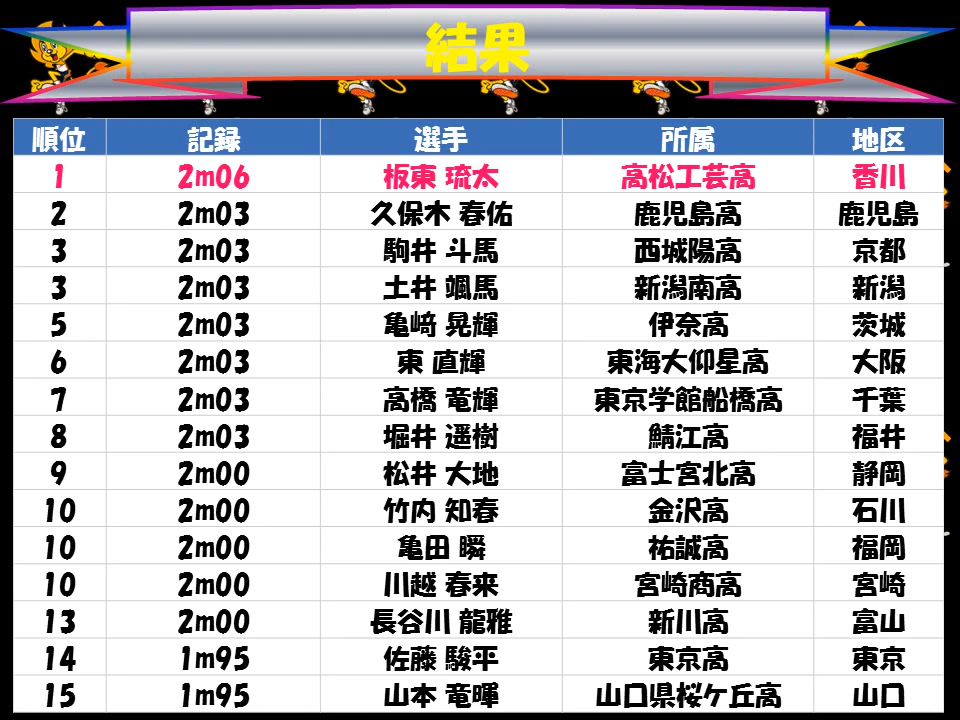 結果
順位 記録 選手 所属 地区
1 2m06 板東 琉太 高松工芸高 香川
2 2m03 久保木 春佑 鹿児島高 鹿児島
3 2m03 駒井 斗馬 西城陽高 京都
3 2m03 土井 颯馬 新潟南高 新潟
5 2m03 亀﨑 晃輝 伊奈高 茨城
6 2m03 東 直輝 東海大仰星高 大阪
7 2m03 高橋 竜輝 東京学館船橋高 千葉
8 2m03 堀井 遥樹 鯖江高 福井
9 2m00 松井 大地 富士宮北高 静岡
10 2m00 竹内 知春 金沢高 石川
10 2m00 亀田 瞬 祐誠高 福岡
10 2m00 川越 春来 宮崎商高 宮崎
13 2m00 長谷川 龍雅 新川高 富山
14 1m95 佐藤 駿平 東京高 東京
15 1m95 山本 竜暉 山口県桜ケ丘高 山口